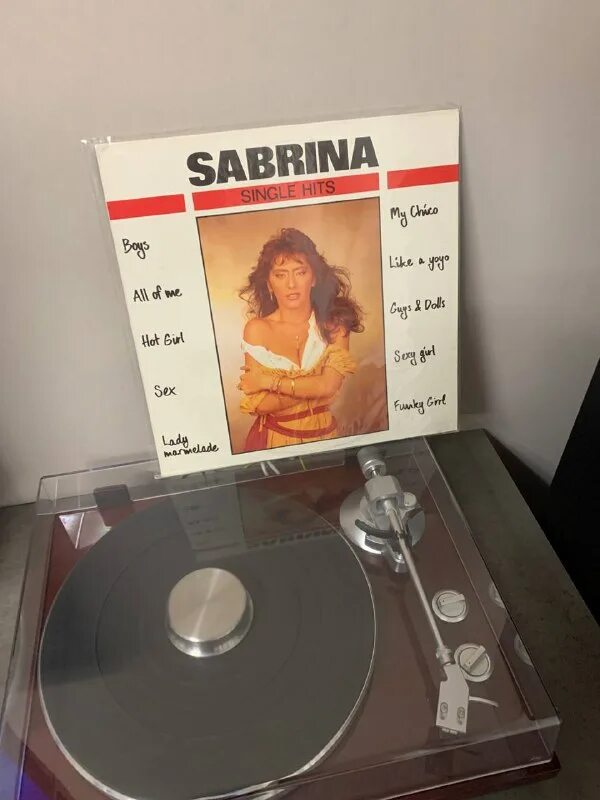 SABRINA
SINGLE HITS
Boys
All of me
Hot Girl
Sex
Lady
marmelade
My Chico
Like a yoyo
Guys & Dolls
Sexy girl
Funky Girl